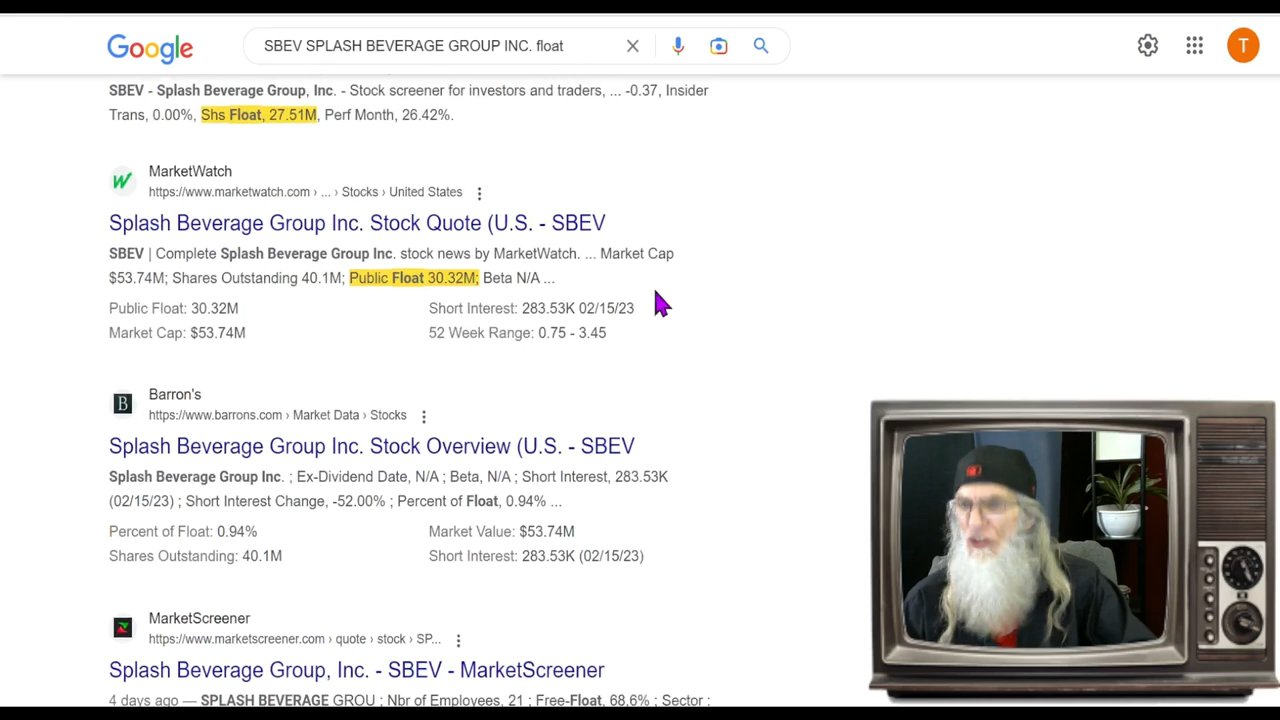 Google
SBEV SPLASH BEVERAGE GROUP INC. float
T
SBEV - Splash Beverage Group, Inc. - Stock screener for investors and traders, ... -0.37, Insider
Trans, 0.00%, Shs Float, 27.51M, Perf Month, 26.42%.
MarketWatch
https://www.marketwatch.com › ... › Stocks › United States
Splash Beverage Group Inc. Stock Quote (U.S. - SBEV
SBEV | Complete Splash Beverage Group Inc. stock news by MarketWatch. ... Market Cap
$53.74M; Shares Outstanding 40.1M; Public Float 30.32M; Beta N/A ...
Public Float: 30.32M Short Interest: 283.53K 02/15/23
Market Cap: $53.74M 52 Week Range: 0.75 - 3.45
B
Barron's
https://www.barrons.com › Market Data › Stocks
Splash Beverage Group Inc. Stock Overview (U.S. - SBEV
Splash Beverage Group Inc. ; Ex-Dividend Date, N/A ; Beta, N/A ; Short Interest, 283.53K
(02/15/23) ; Short Interest Change, -52.00% ; Percent of Float, 0.94% ...
Percent of Float: 0.94% Market Value: $53.74M
Shares Outstanding: 40.1M Short Interest: 283.53K (02/15/23)
MarketScreener
https://www.marketscreener.com › quote › stock › SP...
Splash Beverage Group, Inc. - SBEV - MarketScreener
4 days ago — SPLASH BEVERAGE GROU ; Nbr of Employees, 21 ; Free-Float, 68,6% ; Sector :